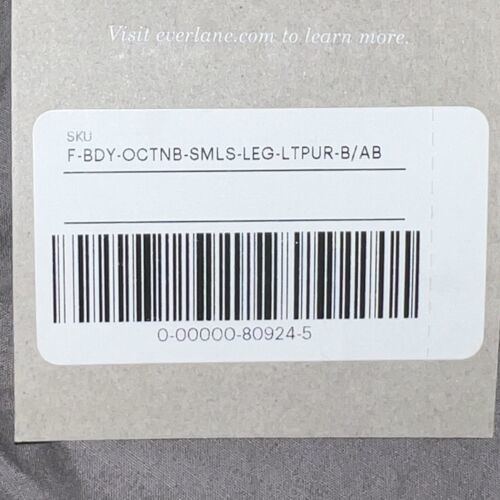 Visit everlane.com to learn more.
SKU
F-BDY-OCTNB-SMLS-LEG-LTPUR-B/AB
0-00000-80924-5